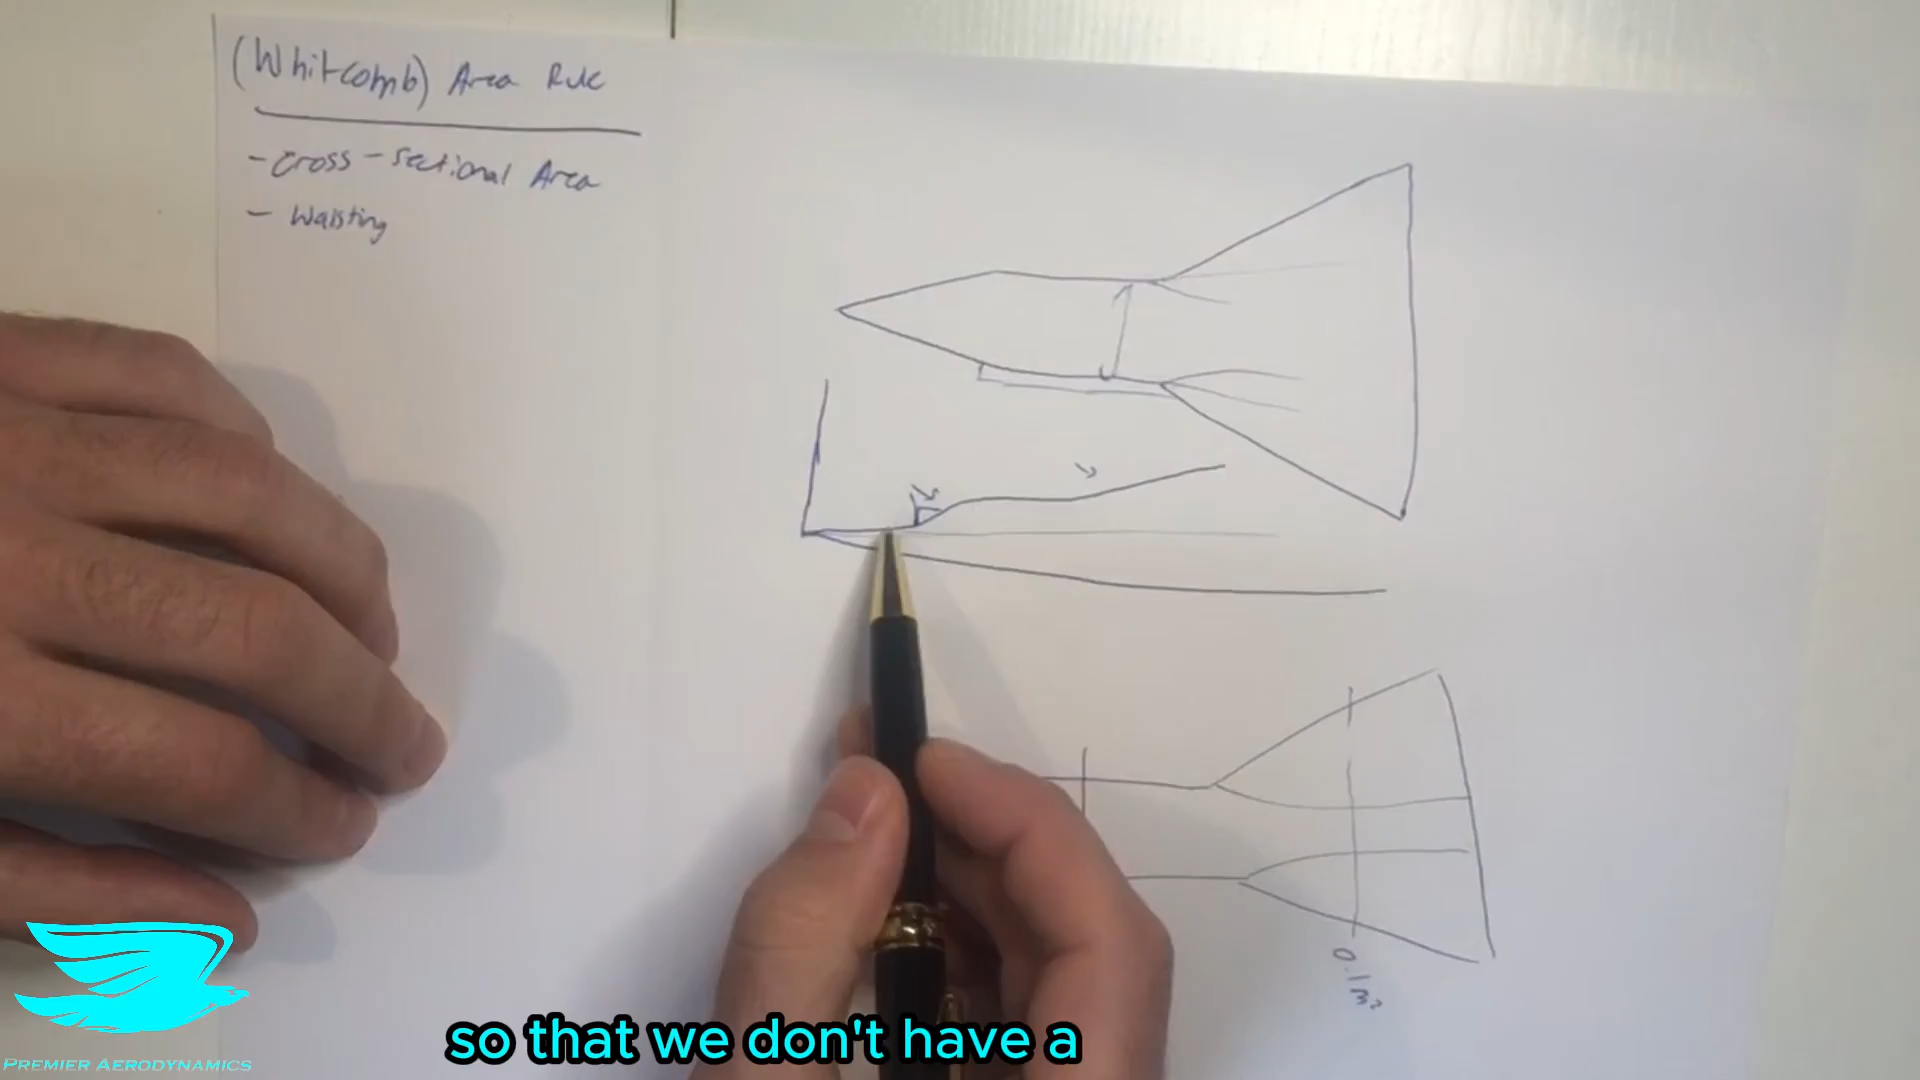 (Whitcomb) Area Rule
- Cross-sectional Area
- Waisting
0.1m²
PREMIER AERODYNAMICS
so that we don't have a